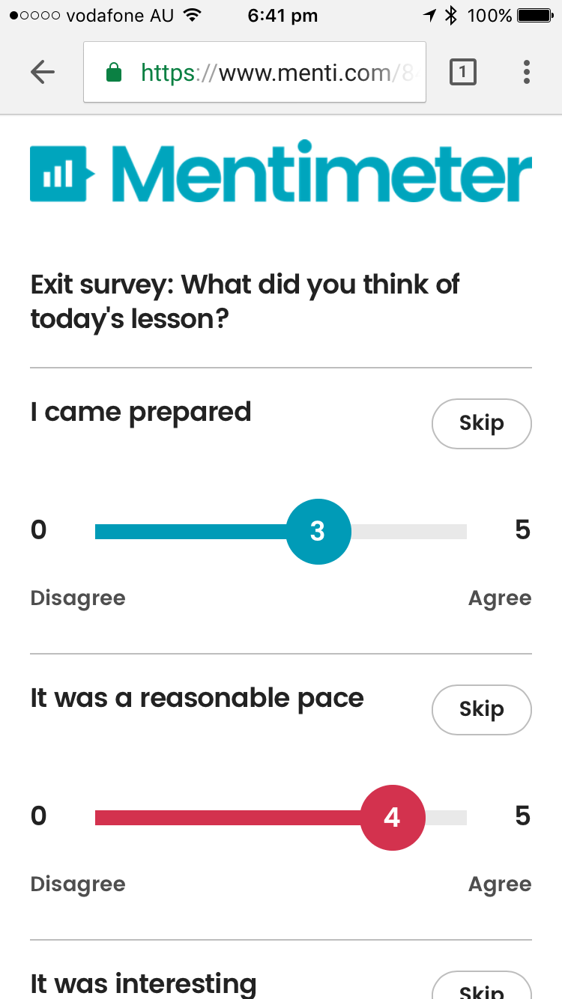 vodafone AU 6:41 pm 100%
https://www.menti.com/8
1
Mentimeter
Exit survey: What did you think of
today's lesson?
I came prepared
Skip
0 3 5
Disagree Agree
It was a reasonable pace
Skip
0 4 5
Disagree Agree
It was interesting
Skip